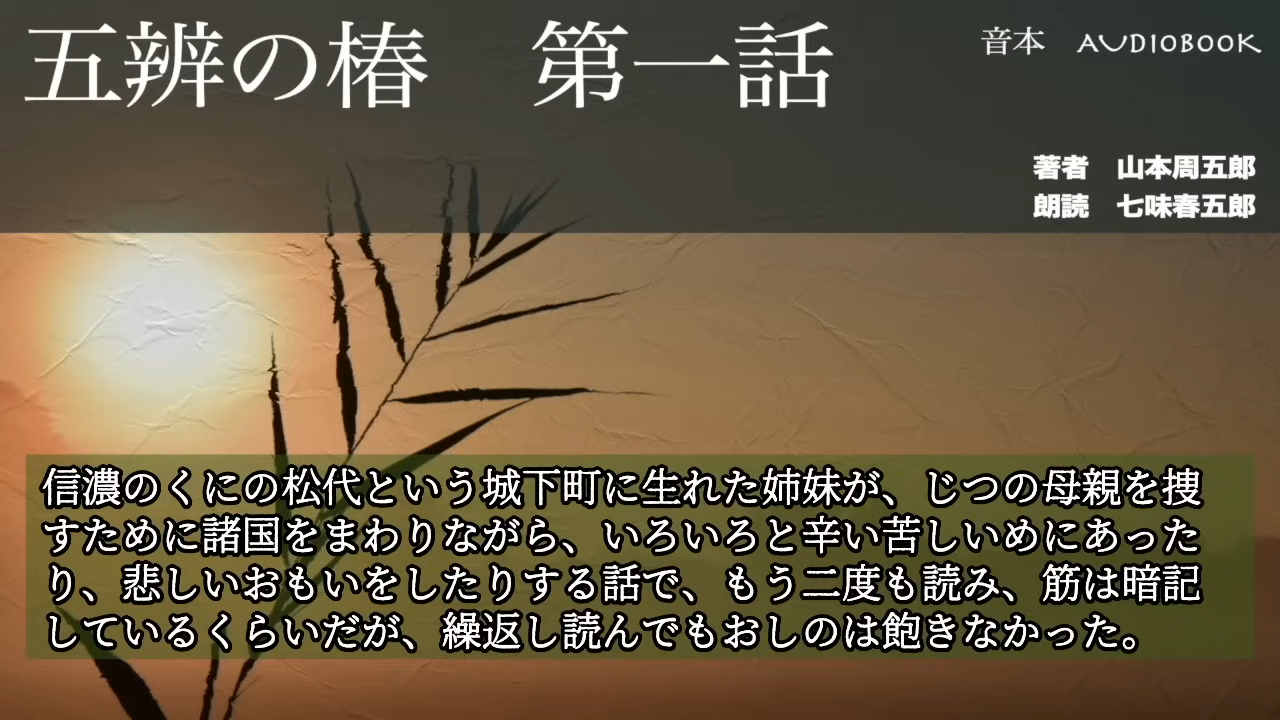 五辨の椿　第一話
音本　AUDIOBOOK
著者　山本周五郎
朗読　七味春五郎
信濃のくにの松代という城下町に生れた姉妹が、じつの母親を捜
すために諸国をまわりながら、いろいろと辛い苦しいめにあった
り、悲しいおもいをしたりする話で、もう二度も読み、筋は暗記
しているくらいだが、繰返し読んでもおしのは飽きなかった。